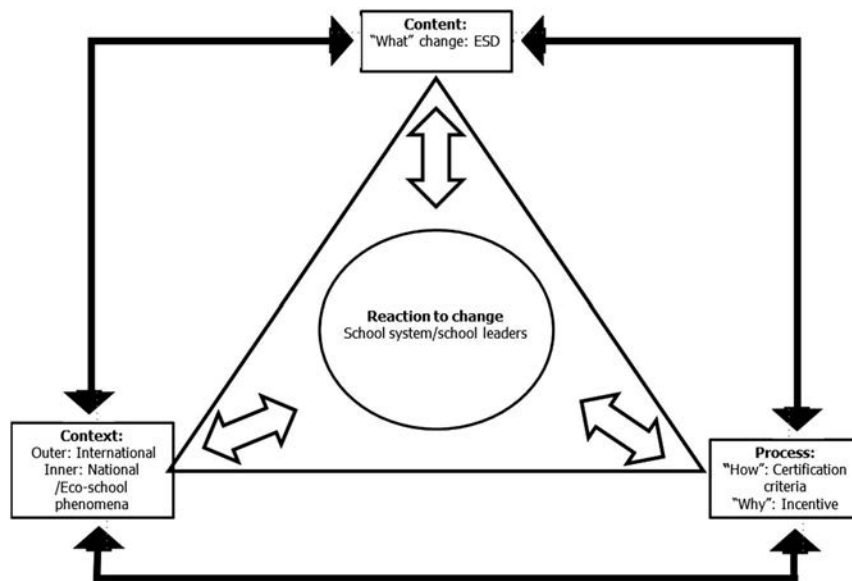 Content:
“What” change: ESD
Reaction to change
School system/school leaders
Context:
Outer: International
Inner: National
/Eco-school
phenomena
Process:
“How”: Certification
criteria
“Why”: Incentive